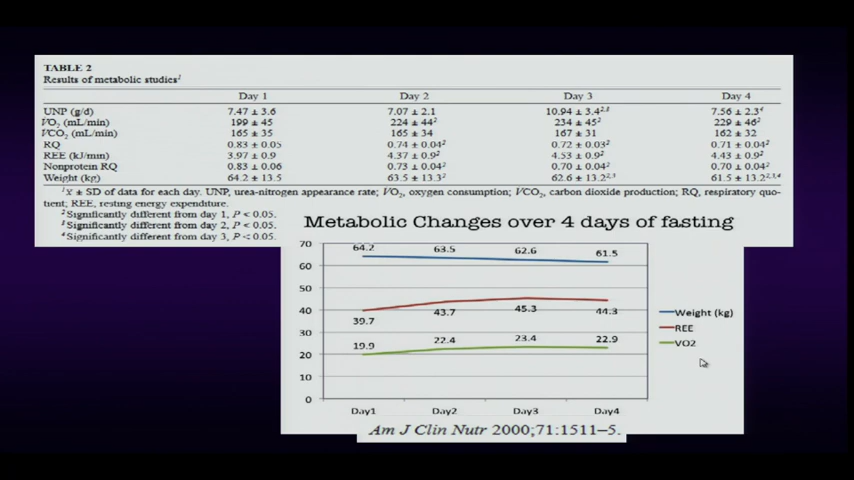 TABLE 2
Results of metabolic studies¹
Day 1 Day 2 Day 3 Day 4
UNP (g/d) 7.47 ± 3.6 7.07 ± 2.1 10.94 ± 3.4²,³ 7.56 ± 2.3⁴
V̇O₂ (mL/min) 199 ± 45 224 ± 44² 234 ± 45² 229 ± 46²
V̇CO₂ (mL/min) 165 ± 35 165 ± 34 167 ± 31 162 ± 32
RQ 0.83 ± 0.05 0.74 ± 0.04² 0.72 ± 0.03² 0.71 ± 0.04²
REE (kJ/min) 3.97 ± 0.9 4.37 ± 0.9² 4.53 ± 0.9² 4.43 ± 0.9²
Nonprotein RQ 0.83 ± 0.06 0.73 ± 0.04² 0.70 ± 0.04² 0.70 ± 0.04²
Weight (kg) 64.2 ± 13.5 63.5 ± 13.3² 62.6 ± 13.2²,³ 61.5 ± 13.2²,³,⁴
¹x̄ ± SD of data for each day. UNP, urea-nitrogen appearance rate; V̇O₂, oxygen consumption; V̇CO₂, carbon dioxide production; RQ, respiratory quo-
tient; REE, resting energy expenditure.
²Significantly different from day 1, P < 0.05.
³Significantly different from day 2, P < 0.05.
⁴Significantly different from day 3, P < 0.05.
Metabolic Changes over 4 days of fasting
70
64.2 63.5 62.6 61.5
60
50
40
39.7 43.7 45.3 44.3
30
20
19.9 22.4 23.4 22.9
10
0
Day1 Day2 Day3 Day4
Weight (kg)
REE
VO2
Am J Clin Nutr 2000;71:1511–5.